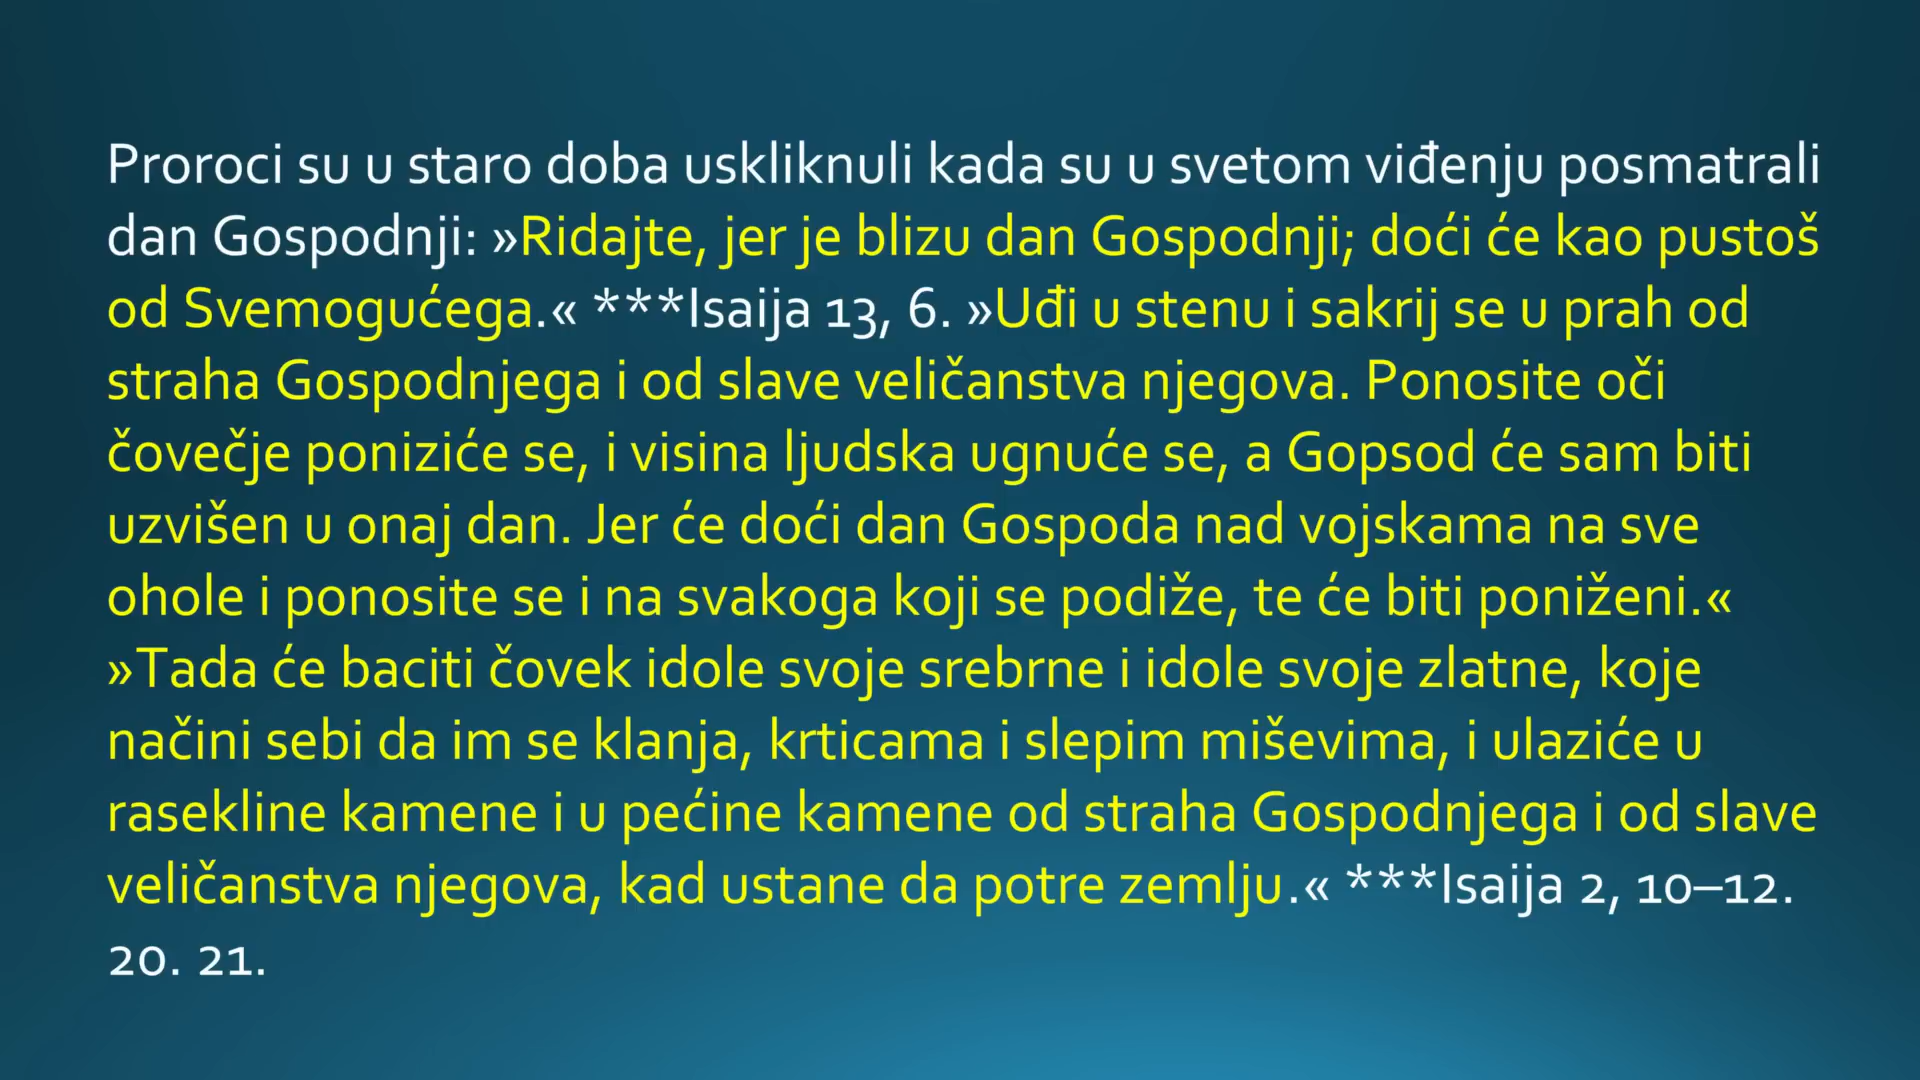 Proroci su u staro doba uskliknuli kada su u svetom viđenju posmatrali
dan Gospodnji: »Ridajte, jer je blizu dan Gospodnji; doći će kao pustoš
od Svemogućega.« ***Isaija 13, 6. »Uđi u stenu i sakrij se u prah od
straha Gospodnjega i od slave veličanstva njegova. Ponosite oči
čovečje poniziće se, i visina ljudska ugnuće se, a Gopsod će sam biti
uzvišen u onaj dan. Jer će doći dan Gospoda nad vojskama na sve
ohole i ponosite se i na svakoga koji se podiže, te će biti poniženi.«
»Tada će baciti čovek idole svoje srebrne i idole svoje zlatne, koje
načini sebi da im se klanja, krticama i slepim miševima, i ulaziće u
rasekline kamene i u pećine kamene od straha Gospodnjega i od slave
veličanstva njegova, kad ustane da potre zemlju.« ***Isaija 2, 10–12.
20. 21.